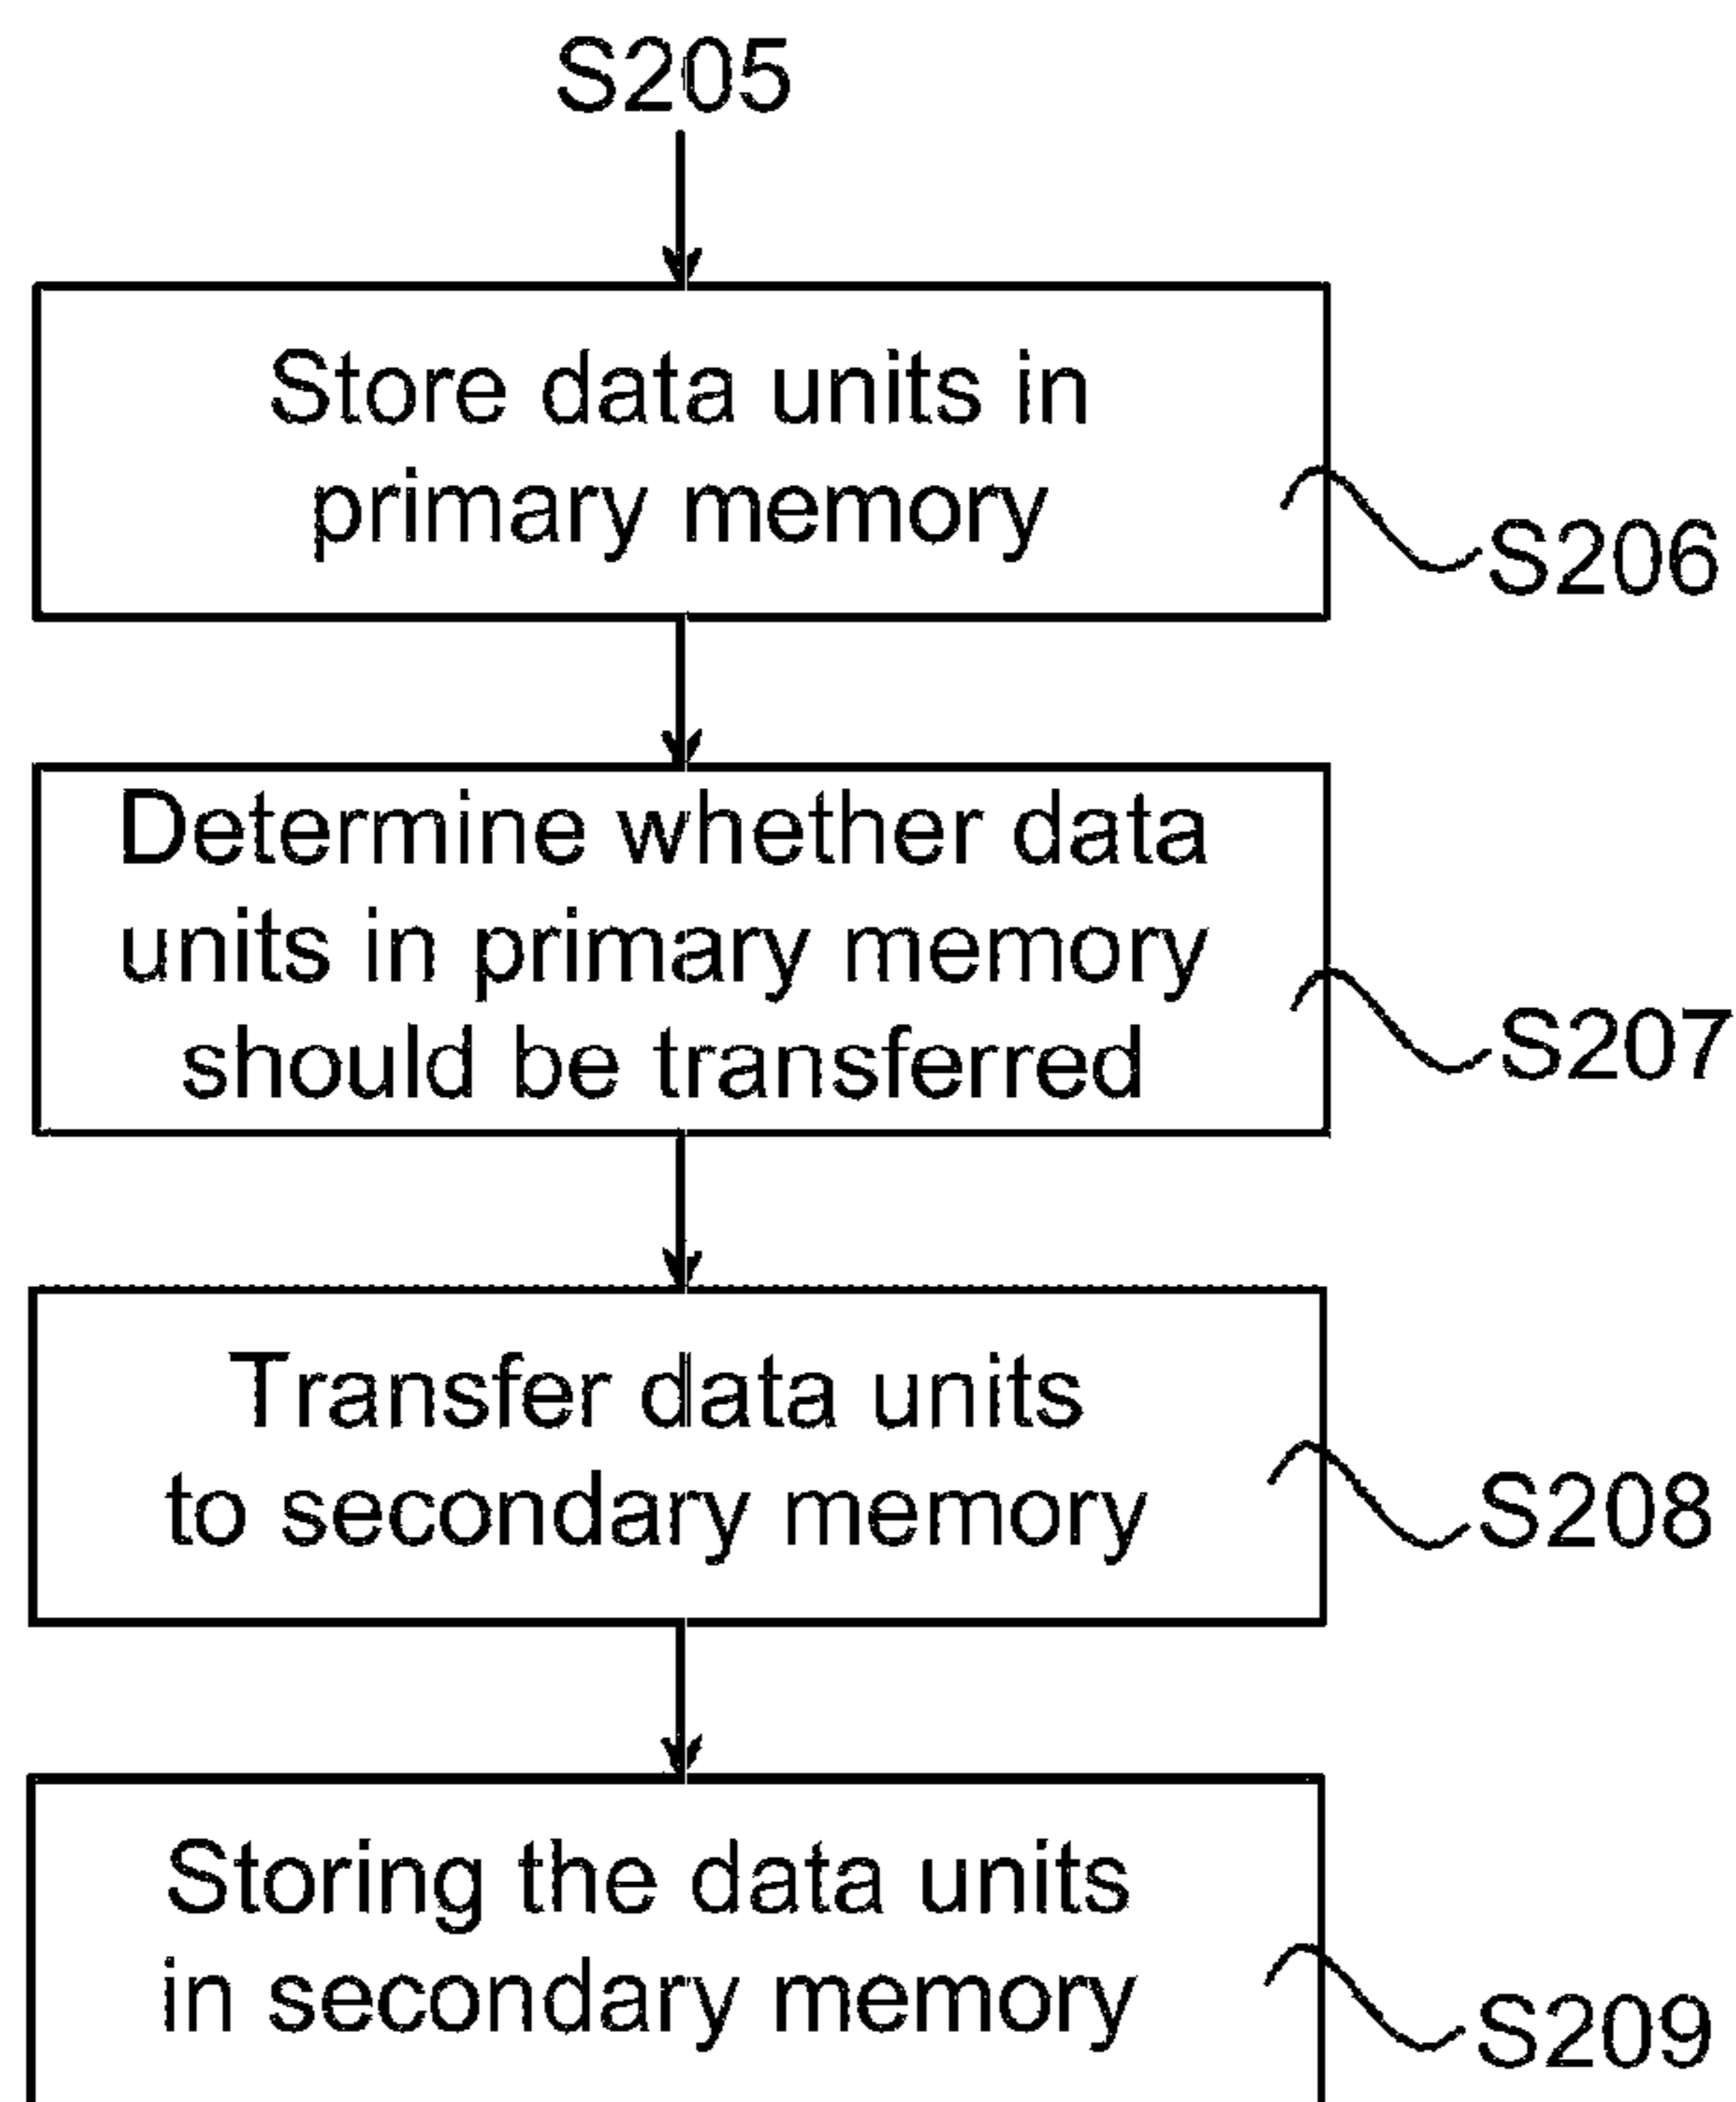 S205
Store data units in
primary memory
S206
Determine whether data
units in primary memory
should be transferred
S207
Transfer data units
to secondary memory
S208
Storing the data units
in secondary memory
S209